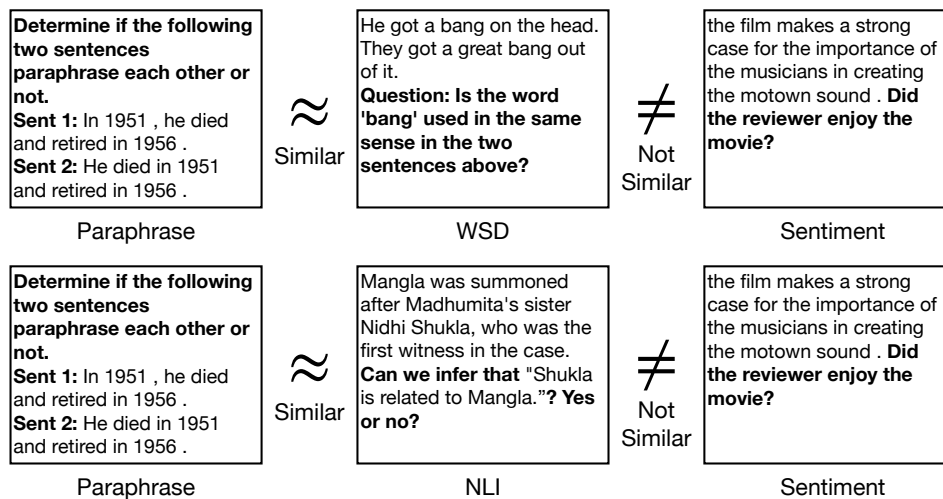 Determine if the following
two sentences
paraphrase each other or
not.
Sent 1: In 1951 , he died
and retired in 1956 .
Sent 2: He died in 1951
and retired in 1956 .
Paraphrase
≈
Similar
He got a bang on the head.
They got a great bang out
of it.
Question: Is the word
'bang' used in the same
sense in the two
sentences above?
WSD
≠
Not
Similar
the film makes a strong
case for the importance of
the musicians in creating
the motown sound . Did
the reviewer enjoy the
movie?
Sentiment
Determine if the following
two sentences
paraphrase each other or
not.
Sent 1: In 1951 , he died
and retired in 1956 .
Sent 2: He died in 1951
and retired in 1956 .
Paraphrase
≈
Similar
Mangla was summoned
after Madhumita's sister
Nidhi Shukla, who was the
first witness in the case.
Can we infer that "Shukla
is related to Mangla.”? Yes
or no?
NLI
≠
Not
Similar
the film makes a strong
case for the importance of
the musicians in creating
the motown sound . Did
the reviewer enjoy the
movie?
Sentiment